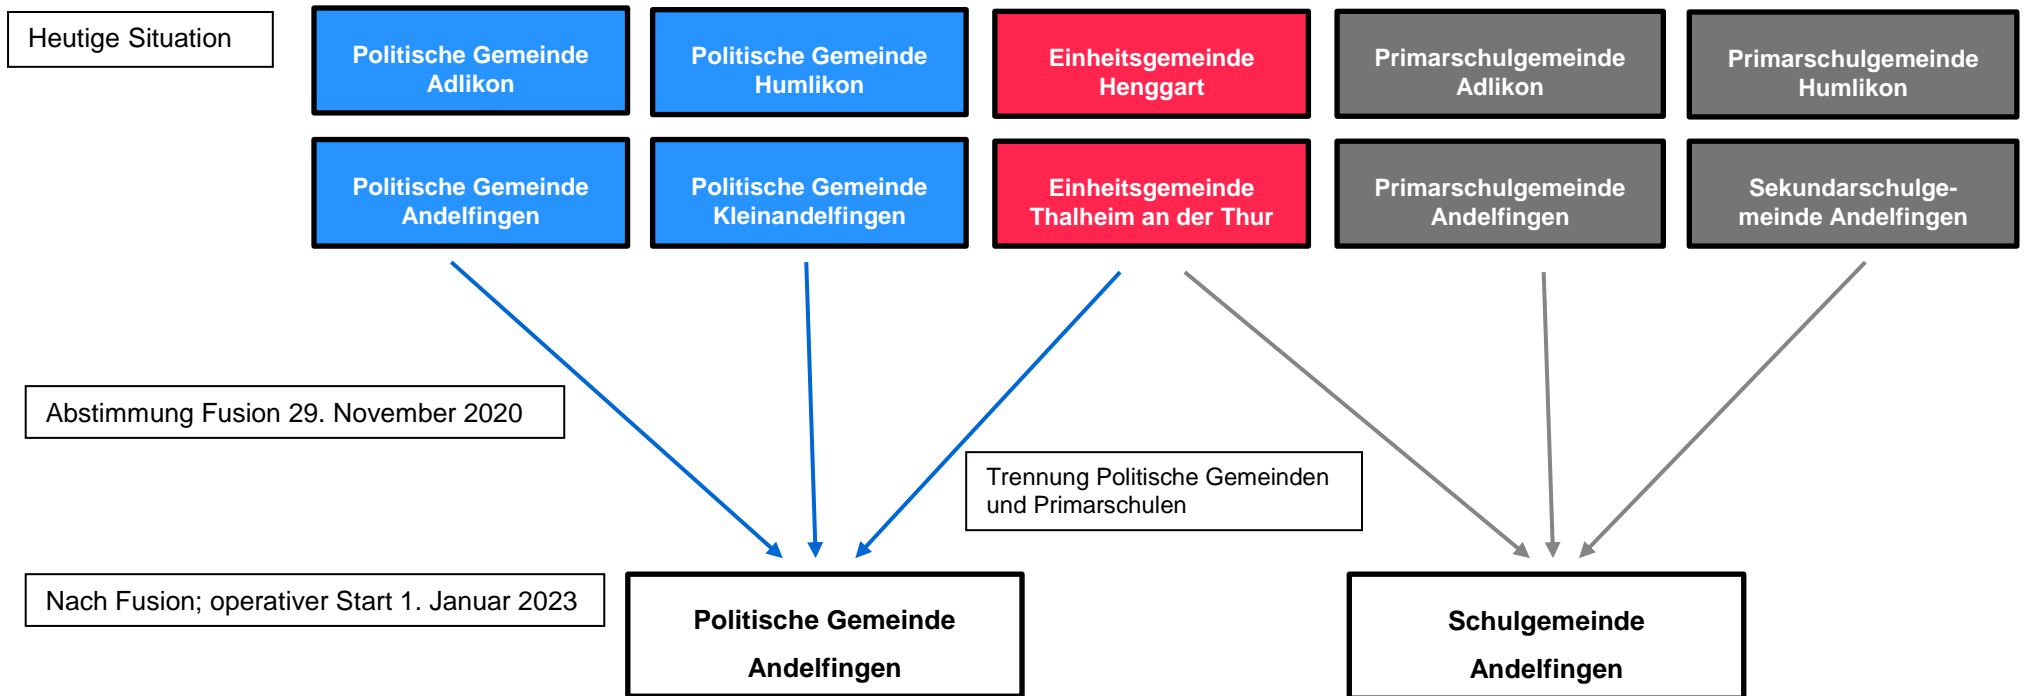 Heutige Situation
Politische Gemeinde
Adlikon
Politische Gemeinde
Humlikon
Einheitsgemeinde
Henggart
Primarschulgemeinde
Adlikon
Primarschulgemeinde
Humlikon
Politische Gemeinde
Andelfingen
Politische Gemeinde
Kleinandelfingen
Einheitsgemeinde
Thalheim an der Thur
Primarschulgemeinde
Andelfingen
Sekundarschulge-
meinde Andelfingen
Abstimmung Fusion 29. November 2020
Trennung Politische Gemeinden
und Primarschulen
Nach Fusion; operativer Start 1. Januar 2023
Politische Gemeinde
Andelfingen
Schulgemeinde
Andelfingen